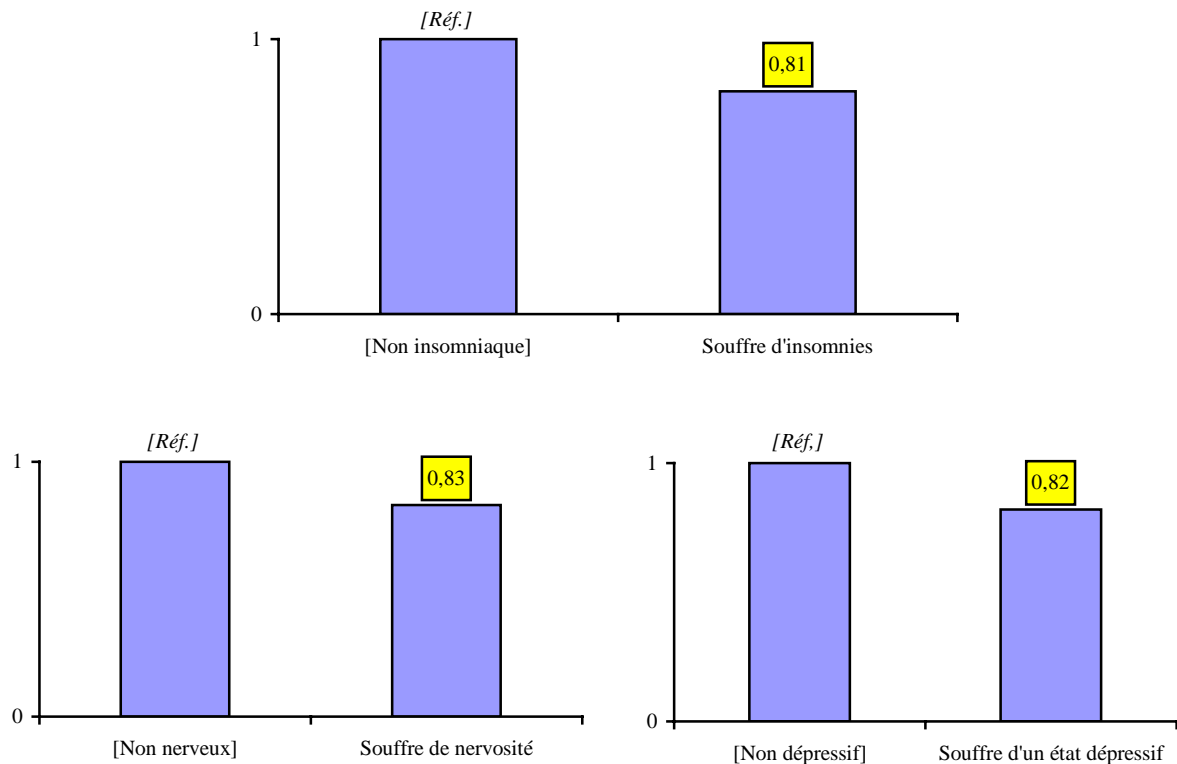 [Réf.]
1
0,81
0
[Non insomniaque]
Souffre d'insomnies
[Réf.]
1
0,83
0
[Non nerveux]
Souffre de nervosité
[Réf,]
1
0,82
0
[Non dépressif]
Souffre d'un état dépressif